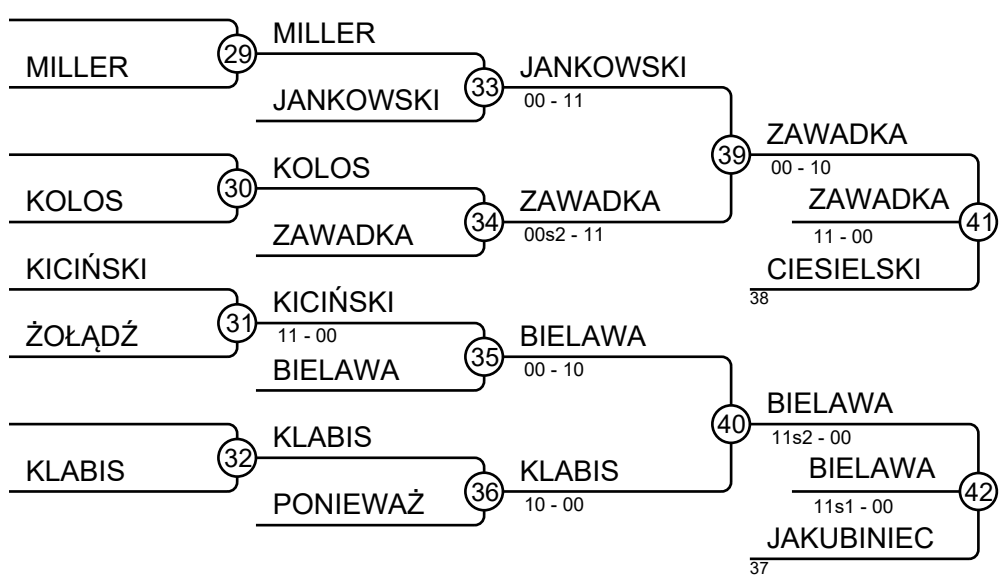 MILLER
29
MILLER
JANKOWSKI
33
JANKOWSKI
00 - 11
KOLOS
30
KOLOS
ZAWADKA
34
ZAWADKA
00s2 - 11
39
ZAWADKA
00 - 10
ZAWADKA
11 - 00
41
CIESIELSKI
38
KICIŃSKI
ŻOŁĄDŹ
31
KICIŃSKI
11 - 00
BIELAWA
35
BIELAWA
00 - 10
KLABIS
32
KLABIS
PONIEWAŻ
36
KLABIS
10 - 00
40
BIELAWA
11s2 - 00
BIELAWA
11s1 - 00
42
JAKUBINIEC
37